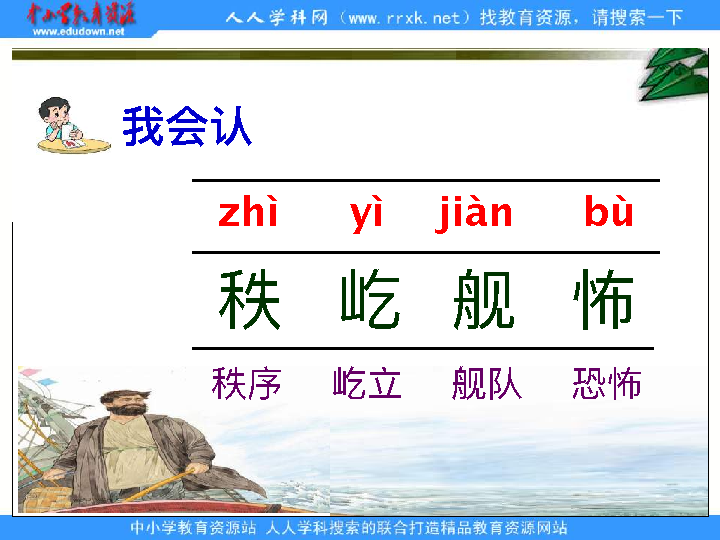 中小学教育资源
www.edudown.net
人人学科网（www.rrxk.net）找教育资源，请搜索一下
我会认
zhì yì jiàn bù
秩 屹 舰 怖
秩序 屹立 舰队 恐怖
中小学教育资源站 人人学科搜索的联合打造精品教育资源网站